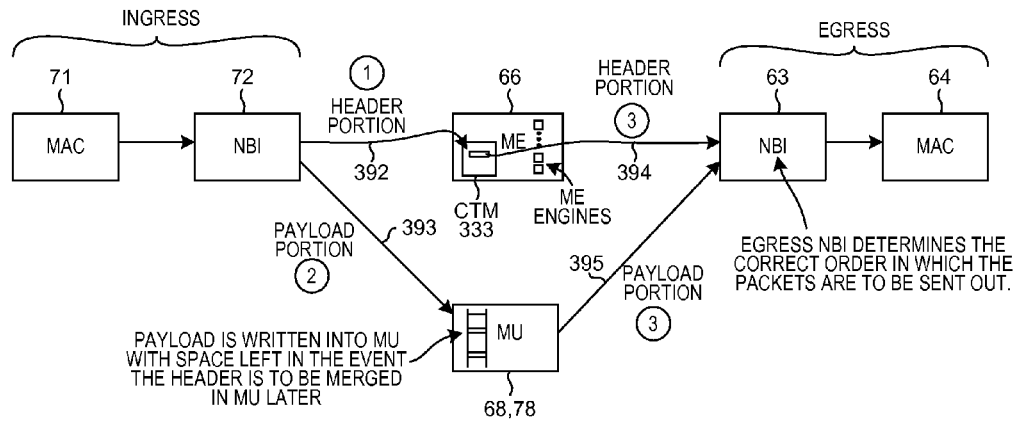 INGRESS
EGRESS
71
72
1
HEADER
PORTION
66
HEADER
PORTION
3
63
64
MAC
NBI
ME
NBI
MAC
392
394
CTM
333
ME
ENGINES
PAYLOAD
PORTION
2
393
395
PAYLOAD
PORTION
3
EGRESS NBI DETERMINES THE
CORRECT ORDER IN WHICH THE
PACKETS ARE TO BE SENT OUT.
MU
PAYLOAD IS WRITTEN INTO MU
WITH SPACE LEFT IN THE EVENT
THE HEADER IS TO BE MERGED
IN MU LATER
68,78